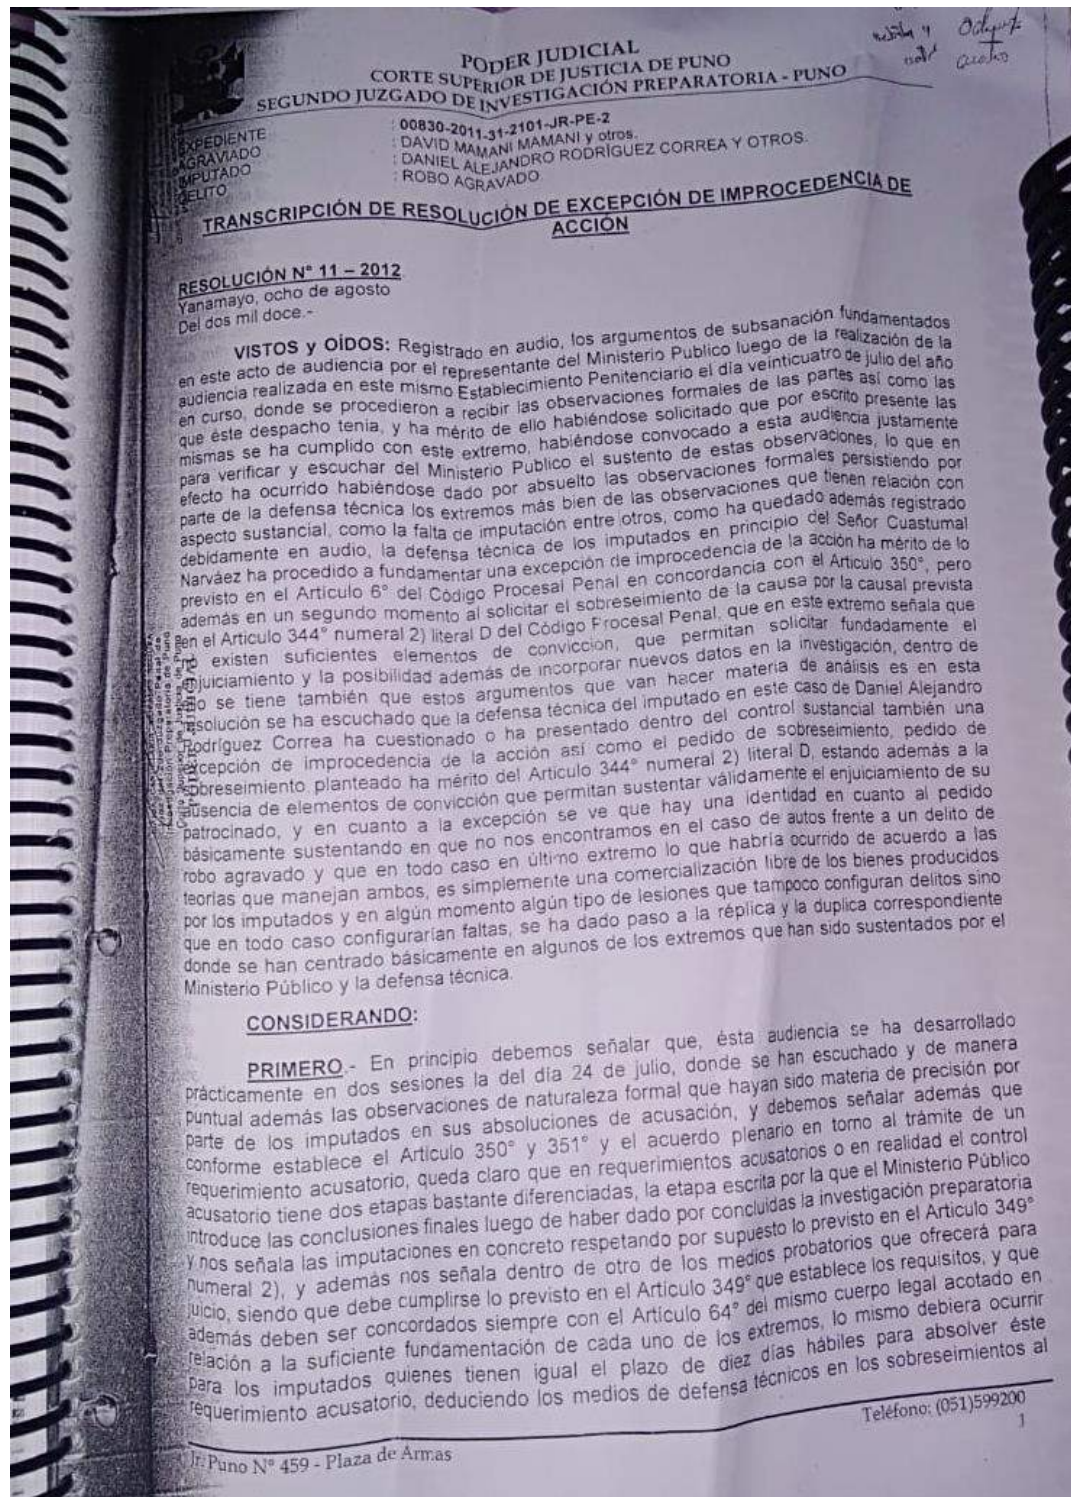 PODER JUDICIAL
CORTE SUPERIOR DE JUSTICIA DE PUNO
SEGUNDO JUZGADO DE INVESTIGACIÓN PREPARATORIA - PUNO
EXPEDIENTE : 00830-2011-31-2101-JR-PE-2
AGRAVIADO : DAVID MAMANI MAMANI y otros.
IMPUTADO : DANIEL ALEJANDRO RODRÍGUEZ CORREA Y OTROS.
DELITO : ROBO AGRAVADO
TRANSCRIPCIÓN DE RESOLUCIÓN DE EXCEPCIÓN DE IMPROCEDENCIA DE
ACCIÓN
RESOLUCIÓN N° 11 – 2012
Yanamayo, ocho de agosto
Del dos mil doce.-
VISTOS y OÍDOS: Registrado en audio, los argumentos de subsanación fundamentados
en este acto de audiencia por el representante del Ministerio Publico luego de la realización de la
audiencia realizada en este mismo Establecimiento Penitenciario el día veinticuatro de julio del año
en curso, donde se procedieron a recibir las observaciones formales de las partes así como las
que éste despacho tenia, y ha mérito de ello habiéndose solicitado que por escrito presente las
mismas se ha cumplido con este extremo, habiéndose convocado a esta audiencia justamente
para verificar y escuchar del Ministerio Publico el sustento de estas observaciones, lo que en
efecto ha ocurrido habiéndose dado por absuelto las observaciones formales persistiendo por
parte de la defensa técnica los extremos más bien de las observaciones que tienen relación con
aspecto sustancial, como la falta de imputación entre otros, como ha quedado además registrado
debidamente en audio, la defensa técnica de los imputados en principio del Señor Cuastumal
Narváez ha procedido a fundamentar una excepción de improcedencia de la acción ha mérito de lo
previsto en el Articulo 6° del Código Procesal Penal en concordancia con el Articulo 350°, pero
además en un segundo momento al solicitar el sobreseimiento de la causa por la causal prevista
en el Articulo 344° numeral 2) literal D del Código Procesal Penal, que en este extremo señala que
no existen suficientes elementos de convicción, que permitan solicitar fundadamente el
enjuiciamiento y la posibilidad además de incorporar nuevos datos en la investigación, dentro de
se tiene también que estos argumentos que van hacer materia de análisis es en esta
resolución se ha escuchado que la defensa técnica del imputado en este caso de Daniel Alejandro
Rodríguez Correa ha cuestionado o ha presentado dentro del control sustancial también una
excepción de improcedencia de la acción así como el pedido de sobreseimiento, pedido de
sobreseimiento planteado ha mérito del Articulo 344° numeral 2) literal D, estando además a la
ausencia de elementos de convicción que permitan sustentar válidamente el enjuiciamiento de su
patrocinado, y en cuanto a la excepción se ve que hay una identidad en cuanto al pedido
básicamente sustentando en que no nos encontramos en el caso de autos frente a un delito de
robo agravado y que en todo caso en último extremo lo que habría ocurrido de acuerdo a las
teorías que manejan ambos, es simplemente una comercialización libre de los bienes producidos
por los imputados y en algún momento algún tipo de lesiones que tampoco configuran delitos sino
que en todo caso configurarían faltas, se ha dado paso a la réplica y la duplica correspondiente
donde se han centrado básicamente en algunos de los extremos que han sido sustentados por el
Ministerio Público y la defensa técnica.
CONSIDERANDO:
PRIMERO.- En principio debemos señalar que, ésta audiencia se ha desarrollado
prácticamente en dos sesiones la del día 24 de julio, donde se han escuchado y de manera
puntual además las observaciones de naturaleza formal que hayan sido materia de precisión por
parte de los imputados en sus absoluciones de acusación, y debemos señalar además que
conforme establece el Articulo 350° y 351° y el acuerdo plenario en torno al trámite de un
requerimiento acusatorio, queda claro que en requerimientos acusatorios o en realidad el control
acusatorio tiene dos etapas bastante diferenciadas, la etapa escrita por la que el Ministerio Público
introduce las conclusiones finales luego de haber dado por concluidas la investigación preparatoria
y nos señala las imputaciones en concreto respetando por supuesto lo previsto en el Articulo 349°
numeral 2), y además nos señala dentro de otro de los medios probatorios que ofrecerá para
juicio, siendo que debe cumplirse lo previsto en el Articulo 349° que establece los requisitos, y que
además deben ser concordados siempre con el Artículo 64° del mismo cuerpo legal acotado en
relación a la suficiente fundamentación de cada uno de los extremos, lo mismo debiera ocurrir
para los imputados quienes tienen igual el plazo de diez días hábiles para absolver éste
requerimiento acusatorio, deduciendo los medios de defensa técnicos en los sobreseimientos al
Jr. Puno N° 459 - Plaza de Armas
Teléfono: (051)599200
1